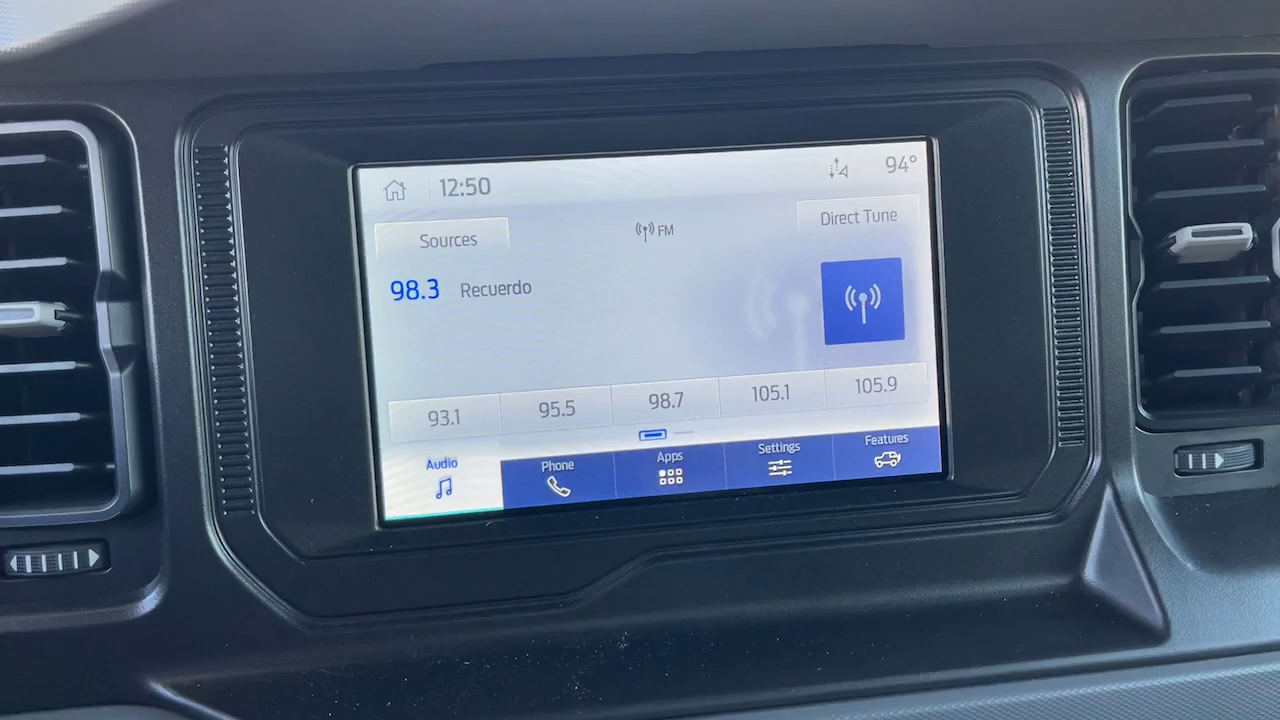 12:50
94°
Sources
FM
Direct Tune
98.3 Recuerdo
93.1 95.5 98.7 105.1 105.9
Audio Phone Apps Settings Features